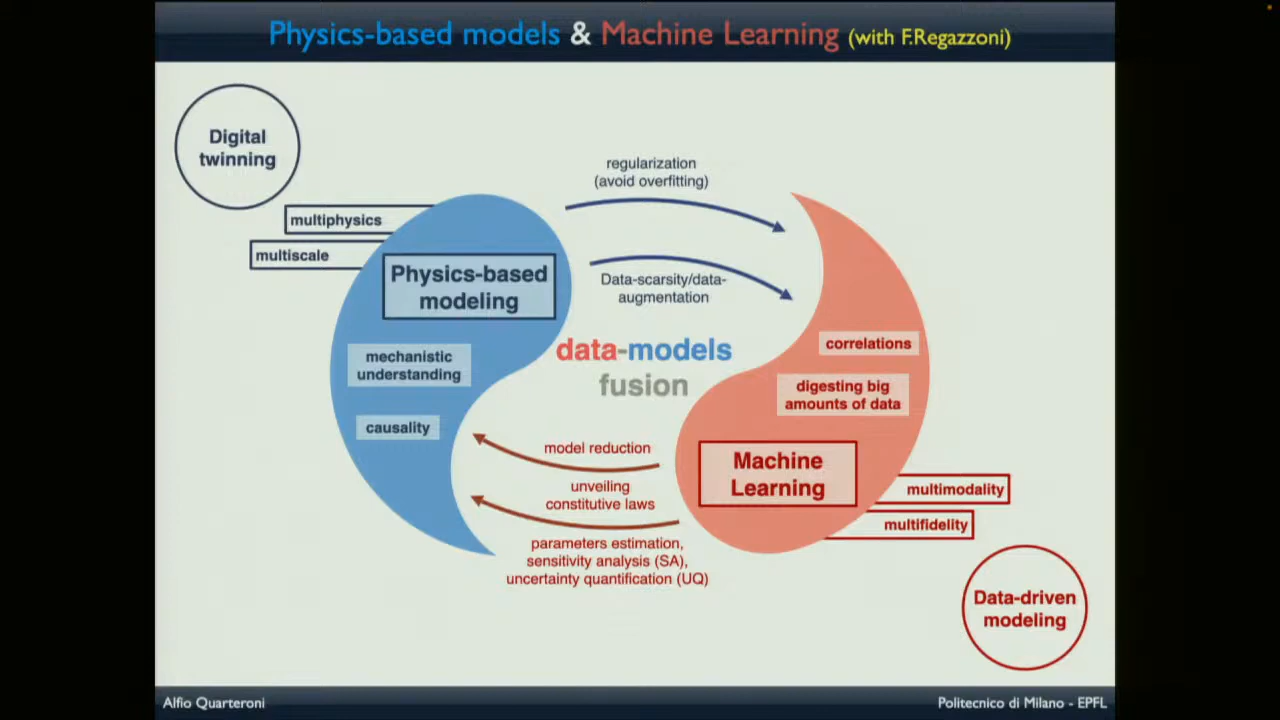 Physics-based models & Machine Learning (with F.Regazzoni)
Digital
twinning
regularization
(avoid overfitting)
multiphysics
multiscale
Physics-based
modeling
Data-scarsity/data-
augmentation
data-models
fusion
mechanistic
understanding
causality
correlations
digesting big
amounts of data
model reduction
unveiling
constitutive laws
parameters estimation,
sensitivity analysis (SA),
uncertainty quantification (UQ)
Machine
Learning
multimodality
multifidelity
Data-driven
modeling
Alfio Quarteroni
Politecnico di Milano - EPFL